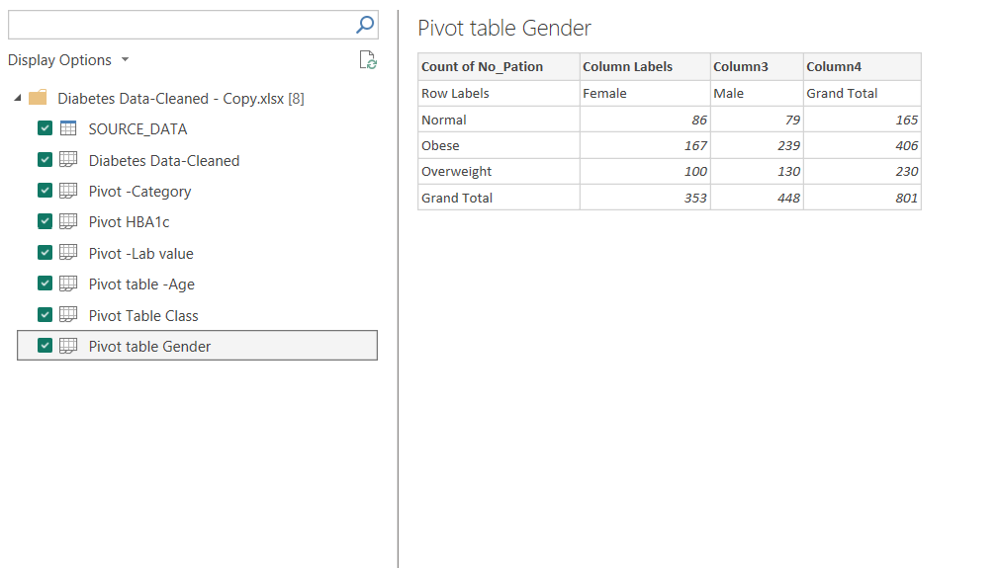 Display Options
Diabetes Data-Cleaned - Copy.xlsx [8]
SOURCE_DATA
Diabetes Data-Cleaned
Pivot -Category
Pivot HBA1c
Pivot -Lab value
Pivot table -Age
Pivot Table Class
Pivot table Gender
Pivot table Gender
Count of No_Pation Column Labels Column3 Column4
Row Labels Female Male Grand Total
Normal 86 79 165
Obese 167 239 406
Overweight 100 130 230
Grand Total 353 448 801